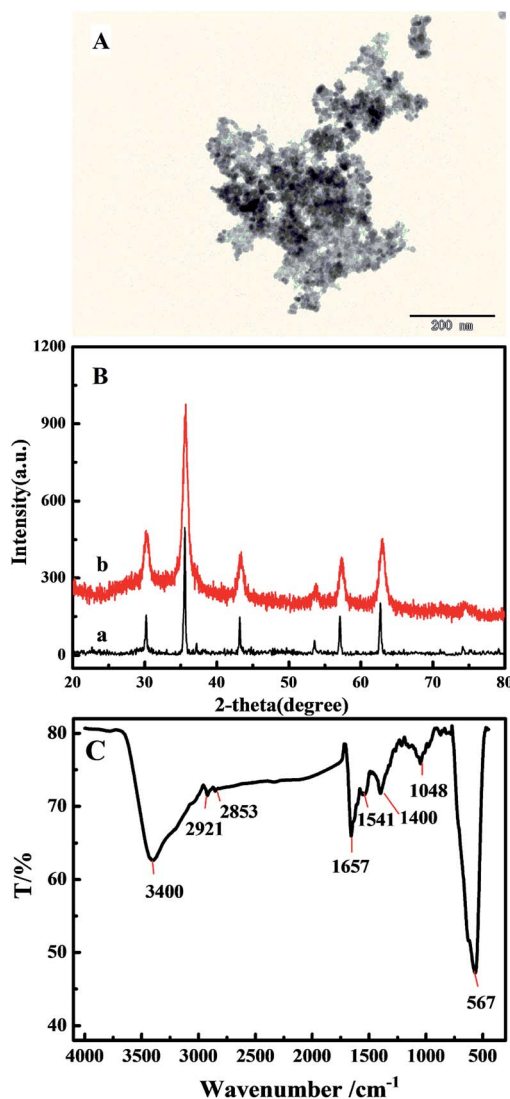 A
200 nm
1200
B
900
Intensity(a.u.)
600
b
300
a
0
20 30 40 50 60 70 80
2-theta(degree)
80
C
2853
1048
2921
1541
1400
70
1657
3400
T/%
60
50
567
40
4000 3500 3000 2500 2000 1500 1000 500
Wavenumber /cm-1